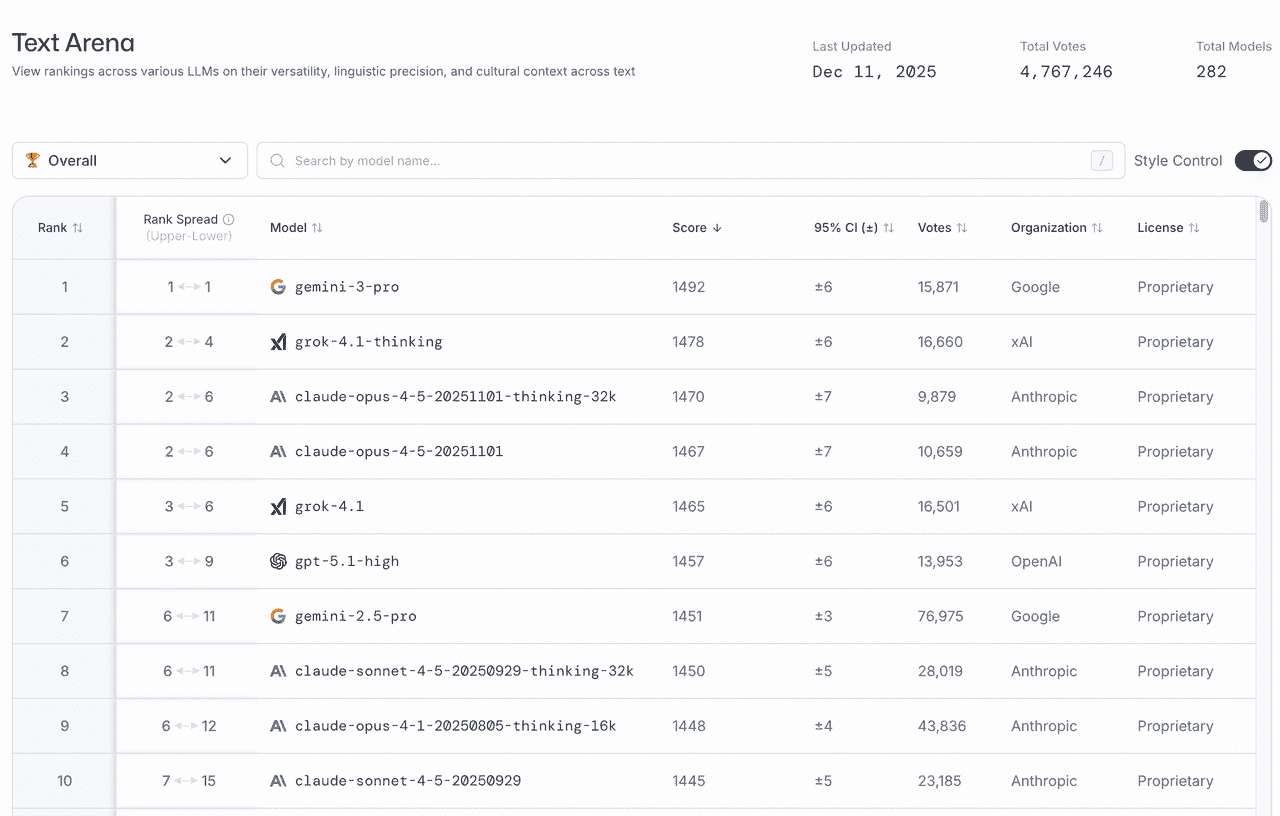 Text Arena
View rankings across various LLMs on their versatility, linguistic precision, and cultural context across text
Last Updated
Dec 11, 2025
Total Votes
4,767,246
Total Models
282
Overall
Search by model name...
/
Style Control
Rank Rank Spread (Upper-Lower) Model Score 95% CI (±) Votes Organization License
1 1 1 gemini-3-pro 1492 ±6 15,871 Google Proprietary
2 2 4 grok-4.1-thinking 1478 ±6 16,660 xAI Proprietary
3 2 6 claude-opus-4-5-20251101-thinking-32k 1470 ±7 9,879 Anthropic Proprietary
4 2 6 claude-opus-4-5-20251101 1467 ±7 10,659 Anthropic Proprietary
5 3 6 grok-4.1 1465 ±6 16,501 xAI Proprietary
6 3 9 gpt-5.1-high 1457 ±6 13,953 OpenAI Proprietary
7 6 11 gemini-2.5-pro 1451 ±3 76,975 Google Proprietary
8 6 11 claude-sonnet-4-5-20250929-thinking-32k 1450 ±5 28,019 Anthropic Proprietary
9 6 12 claude-opus-4-1-20250805-thinking-16k 1448 ±4 43,836 Anthropic Proprietary
10 7 15 claude-sonnet-4-5-20250929 1445 ±5 23,185 Anthropic Proprietary